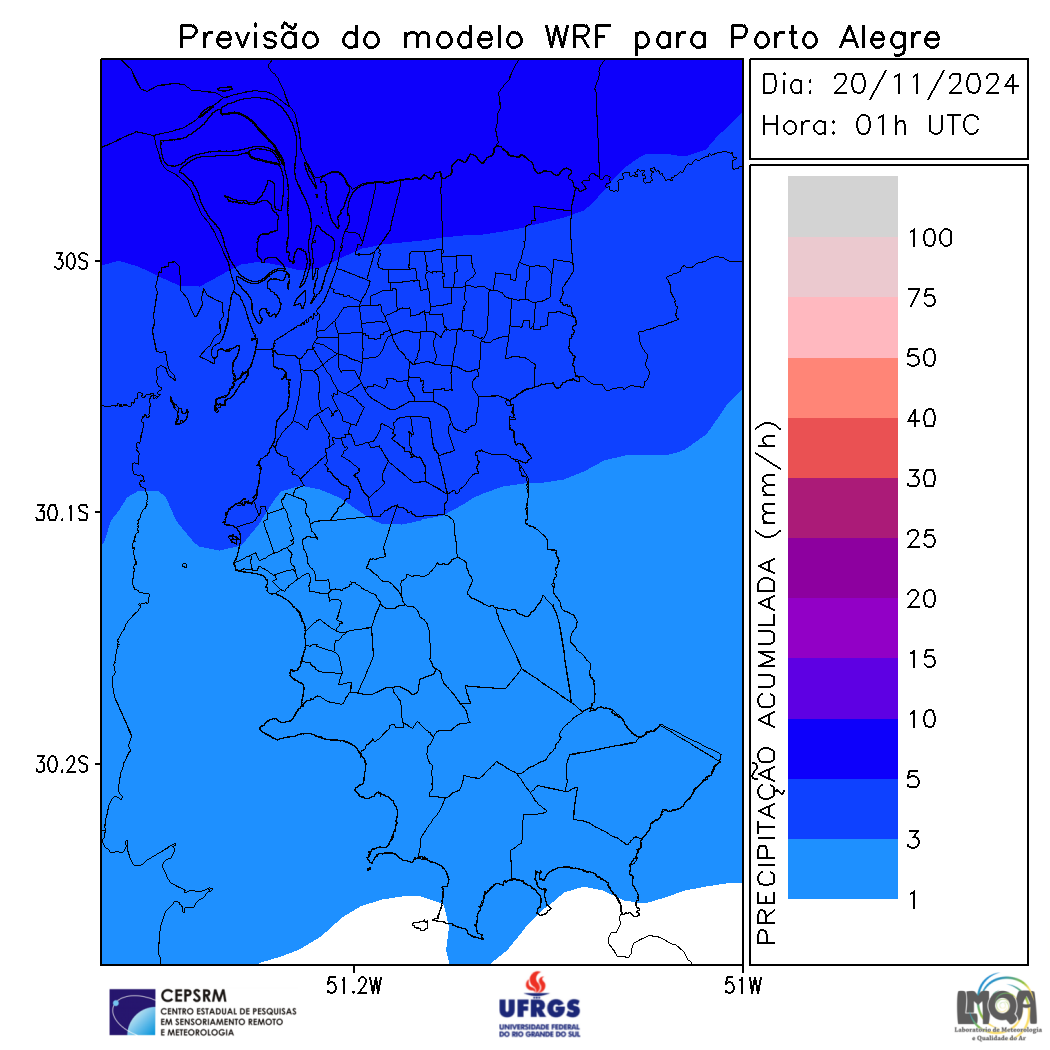 Previsão do modelo WRF para Porto Alegre
Dia: 20/11/2024
Hora: 01h UTC
30S
30.1S
30.2S
51.2W
51W
PRECIPITAÇÃO ACUMULADA (mm/h)
100
75
50
40
30
25
20
15
10
5
3
1
CEPSRM
CENTRO ESTADUAL DE PESQUISAS
EM SENSORIAMENTO REMOTO
E METEOROLOGIA
UFRGS
UNIVERSIDADE FEDERAL
DO RIO GRANDE DO SUL
LMQA
Laboratório de Meteorologia
e Qualidade do Ar